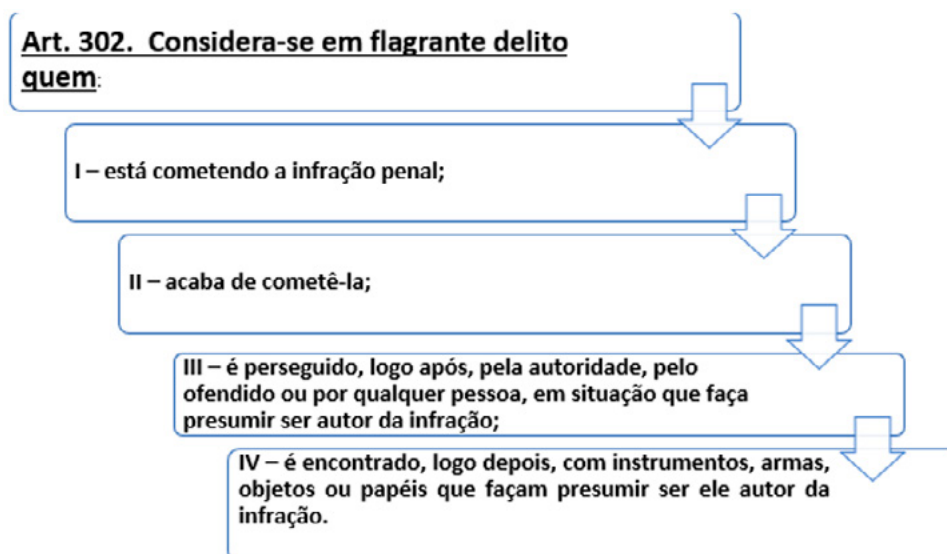 Art. 302. Considera-se em flagrante delito
quem:
I – está cometendo a infração penal;
II – acaba de cometê-la;
III – é perseguido, logo após, pela autoridade, pelo
ofendido ou por qualquer pessoa, em situação que faça
presumir ser autor da infração;
IV – é encontrado, logo depois, com instrumentos, armas,
objetos ou papéis que façam presumir ser ele autor da
infração.